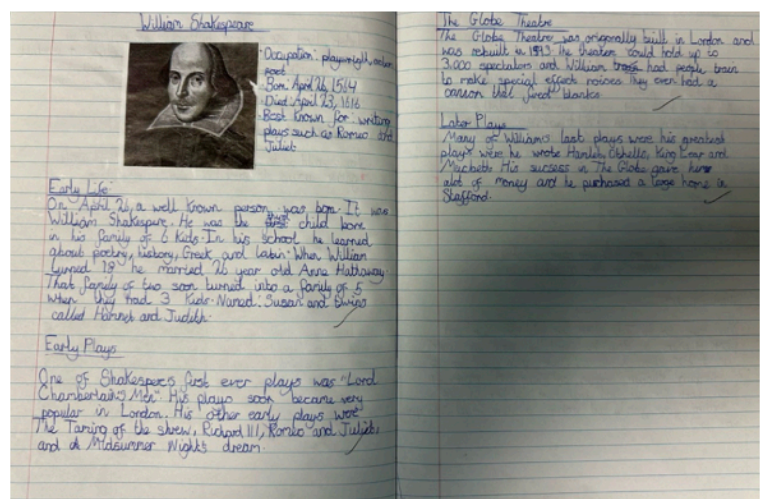 William Shakespeare
Occupation: playwright, actor
poet
Born April 26, 1564
Died: April 23, 1616
Best known for: writing
plays such as Romeo and
Juliet
Early Life
On April 26, a well known person was born. It was
William Shakespere. He was the third child born
in his family of 6 kids. In his school he learned
about poetry, history, Greek and Latin. When William
turned 18 he married 26 year old Anne Hathaway.
That family of two soon turned into a family of 5
when they had 3 kids. Named: Susan and twins
called Hamnet and Judith.
Early Plays
One of Shakesperes first ever plays was "Lord
Chamberlain's Men". His plays soon became very
popular in London. His other early plays were
The Taming of the shrew, Richard III, Romeo and Juliet,
and A Midsummer Nights dream.
The Globe Theatre
The Globe Theatre was originally built in London and
was rebuilt in The theater could hold up to
3,000 spectators and William had people train
to make special effect noises They even had a
canson that fired blanks.
Later Plays
Many of William's last plays were his greatest
plays were he wrote Hamlet, Othello, King Lear and
Macbeth His success in The Globe gave him
alot of money and he purchased a large home in
Stafford.